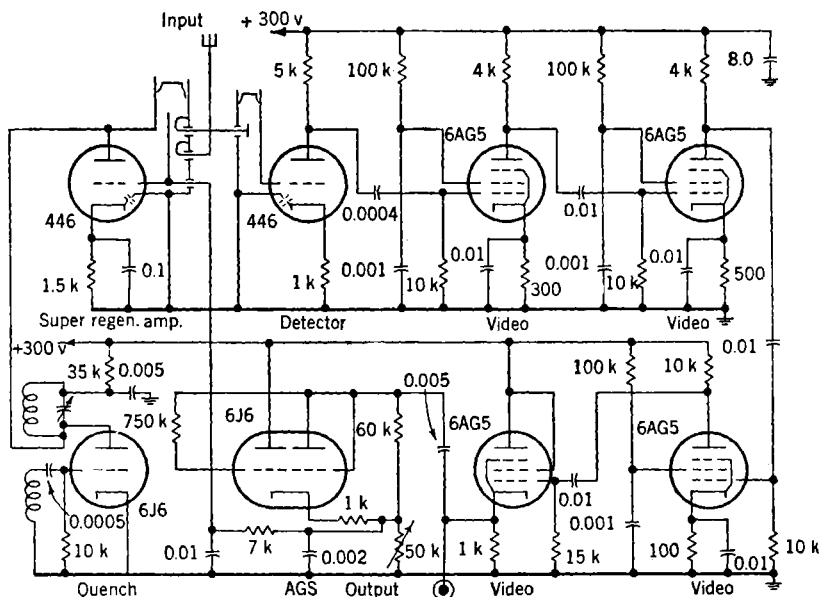 Input
+ 300 v
5 k
100 k
4 k
100 k
4 k
8.0
6AG5
6AG5
446
446
0.0004
0.01
0.1
1.5 k
1 k
0.001
10 k
0.01
300
0.001
10 k
0.01
500
Super regen. amp.
Detector
Video
Video
+300 v
35 k
0.005
0.005
100 k
10 k
0.01
750 k
6J6
60 k
6AG5
6AG5
0.0005
6J6
1 k
0.01
0.001
10 k
0.01
7 k
0.002
50 k
1 k
15 k
100
0.01
10 k
Quench
AGS
Output
Video
Video